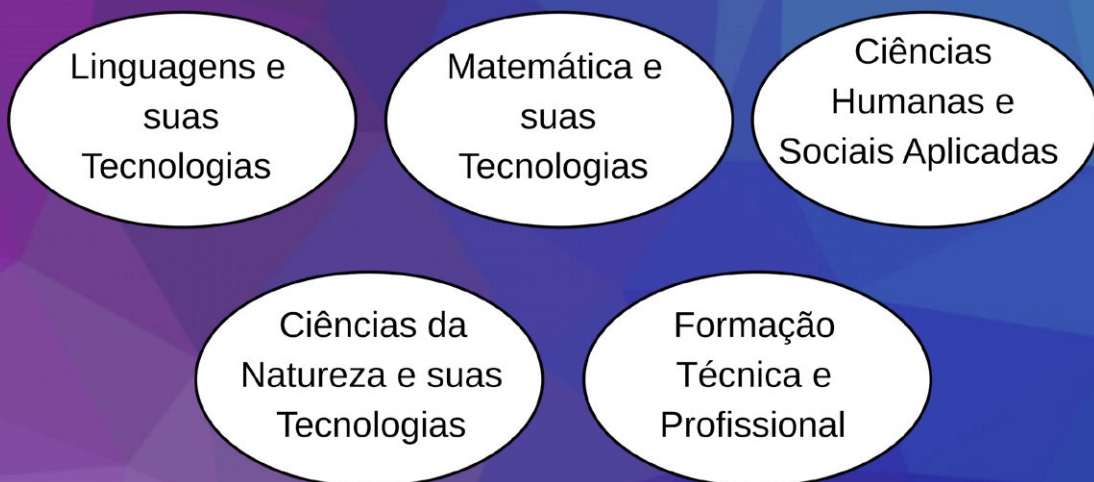 Linguagens e
suas
Tecnologias
Matemática e
suas
Tecnologias
Ciências
Humanas e
Sociais Aplicadas
Ciências da
Natureza e suas
Tecnologias
Formação
Técnica e
Profissional